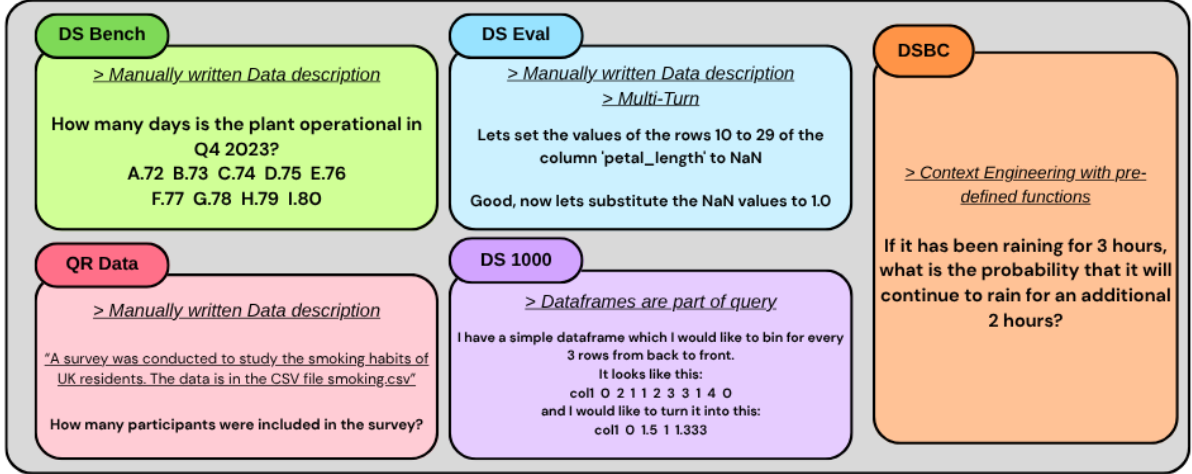 DS Bench
> Manually written Data description
How many days is the plant operational in
Q4 2023?
A.72 B.73 C.74 D.75 E.76
F.77 G.78 H.79 I.80
DS Eval
> Manually written Data description
> Multi-Turn
Lets set the values of the rows 10 to 29 of the
column 'petal_length' to NaN
Good, now lets substitute the NaN values to 1.0
QR Data
> Manually written Data description
“A survey was conducted to study the smoking habits of
UK residents. The data is in the CSV file smoking.csv”
How many participants were included in the survey?
DS 1000
> Dataframes are part of query
I have a simple dataframe which I would like to bin for every
3 rows from back to front.
It looks like this:
col1 0 2 1 1 2 3 3 1 4 0
and I would like to turn it into this:
col1 0 1.5 1 1.333
DSBC
> Context Engineering with pre-
defined functions
If it has been raining for 3 hours,
what is the probability that it will
continue to rain for an additional
2 hours?